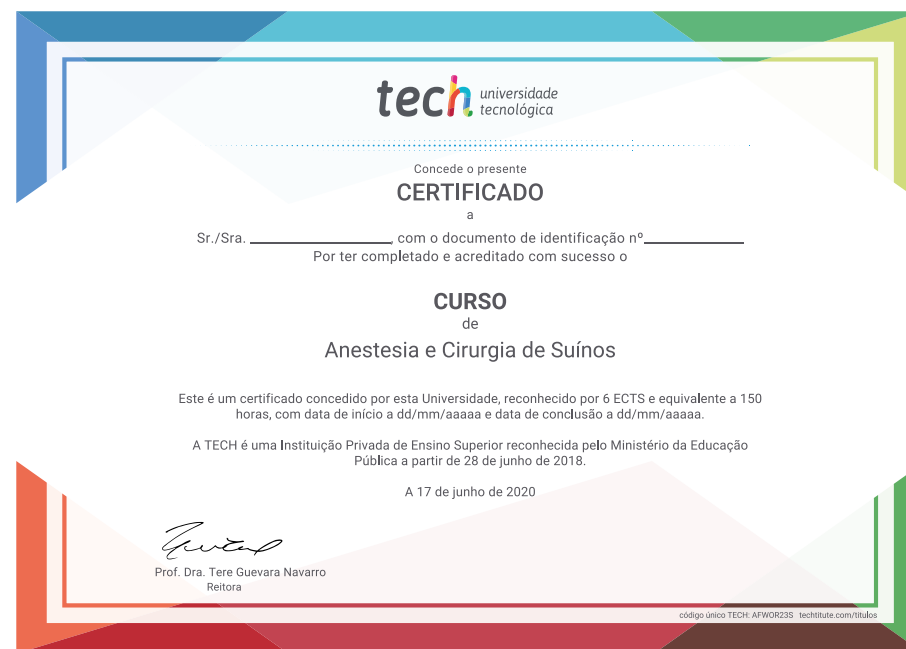 tech universidade
tecnológica
Concede o presente
CERTIFICADO
a
Sr./Sra. ____________________, com o documento de identificação nº______________
Por ter completado e acreditado com sucesso o
CURSO
de
Anestesia e Cirurgia de Suínos
Este é um certificado concedido por esta Universidade, reconhecido por 6 ECTS e equivalente a 150
horas, com data de início a dd/mm/aaaaa e data de conclusão a dd/mm/aaaaa.
A TECH é uma Instituição Privada de Ensino Superior reconhecida pelo Ministério da Educação
Pública a partir de 28 de junho de 2018.
A 17 de junho de 2020
Prof. Dra. Tere Guevara Navarro
Reitora
código único TECH: AFWOR23S techtitute.com/titulos